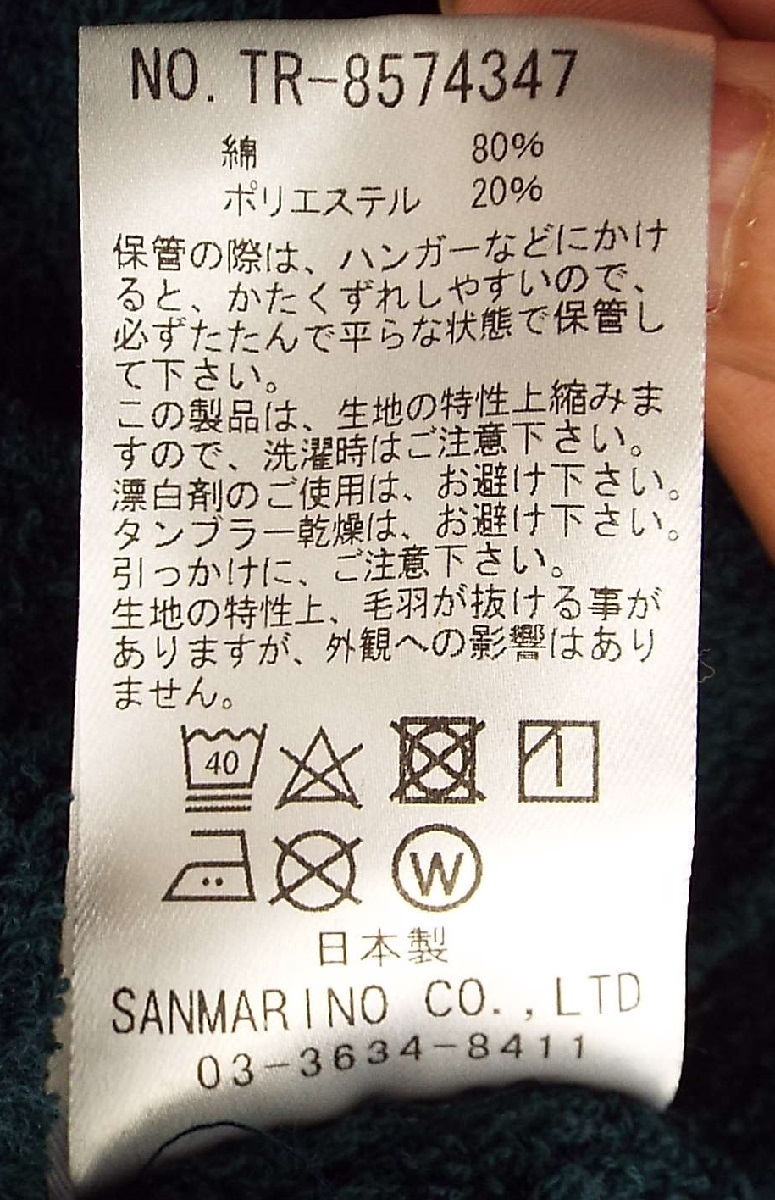 NO. TR-8574347
綿 80%
ポリエステル 20%
保管の際は、ハンガーなどにかけ
ると、かたくずれしやすいので、
必ずたたんで平らな状態で保管し
て下さい。
この製品は、生地の特性上縮みま
すので、洗濯時はご注意下さい。
漂白剤のご使用は、お避け下さい。
タンブラー乾燥は、お避け下さい。
引っかけに、ご注意下さい。
生地の特性上、毛羽が抜ける事が
ありますが、外観への影響はあり
ません。
40
W
日本製
SANMARINO CO.,LTD
03-3634-8411